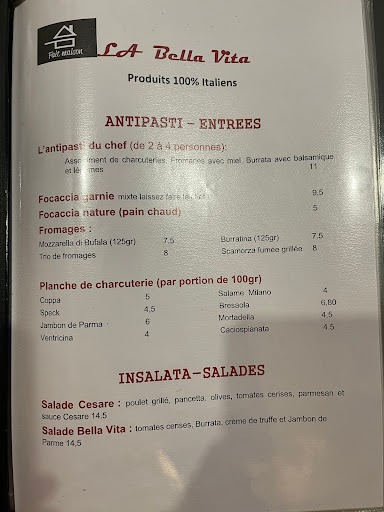 Fait maison
LA Bella Vita
Produits 100% Italiens
ANTIPASTI – ENTREES
L'antipasti du chef (de 2 à 4 personnes):
Assortiment de charcuteries, Fromages avec miel, Burrata avec balsamique
et légumes 11
Focaccia garnie mixte laissez faire le chef 9,5
Focaccia nature (pain chaud) 5
Fromages :
Mozzarella di Bufala (125gr) 7,5 Burratina (125gr) 7,5
Trio de fromages 8 Scamorza fumée grillée 8
Planche de charcuterie (par portion de 100gr)
Coppa 5 Salame Milano 4
Speck 4,5 Bresaola 6,80
Jambon de Parma 6 Mortadella 4,5
Ventricina 4 Caciospianata 4.5
INSALATA–SALADES
Salade Cesare : poulet grillé, pancetta, olives, tomates cerises, parmesan et
sauce Cesare 14,5
Salade Bella Vita : tomates cerises, Burrata, crème de truffe et Jambon de
Parme 14,5